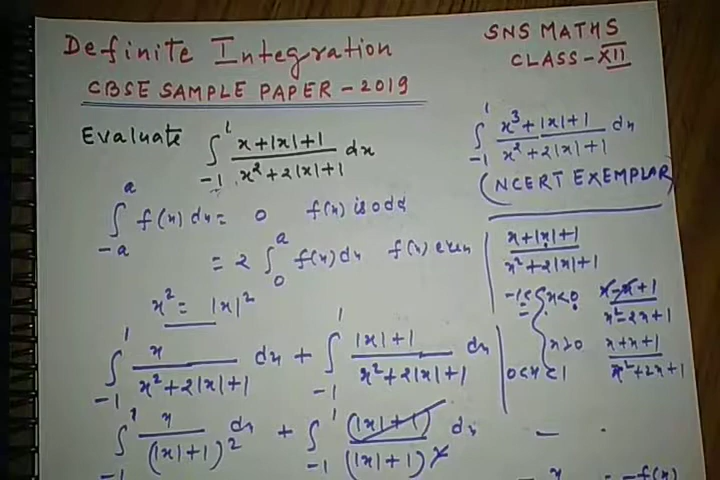 Definite Integration
CBSE SAMPLE PAPER - 2019
SNS MATHS
CLASS - XII
Evaluate ∫_{-1}^{1} (x+|x|+1)/(x²+2|x|+1) dx
∫_{-1}^{1} (x³+|x|+1)/(x²+2|x|+1) dx
(NCERT EXEMPLAR)
∫_{-a}^{a} f(x) dx = 0 f(x) is odd
= 2 ∫_{0}^{a} f(x) dx f(x) even
x² = |x|²
(x+|x|+1)/(x²+2|x|+1)
-1≤ x<0 (x-x+1)/(x²-2x+1)
x>0 (x+x+1)/(x²+2x+1)
0<x≤1
∫_{-1}^{1} x/(x²+2|x|+1) dx + ∫_{-1}^{1} (|x|+1)/(x²+2|x|+1) dx
∫_{-1}^{1} x/(|x|+1)² dx + ∫_{-1}^{1} (|x|+1)/(|x|+1)² dx
x = -f(x)